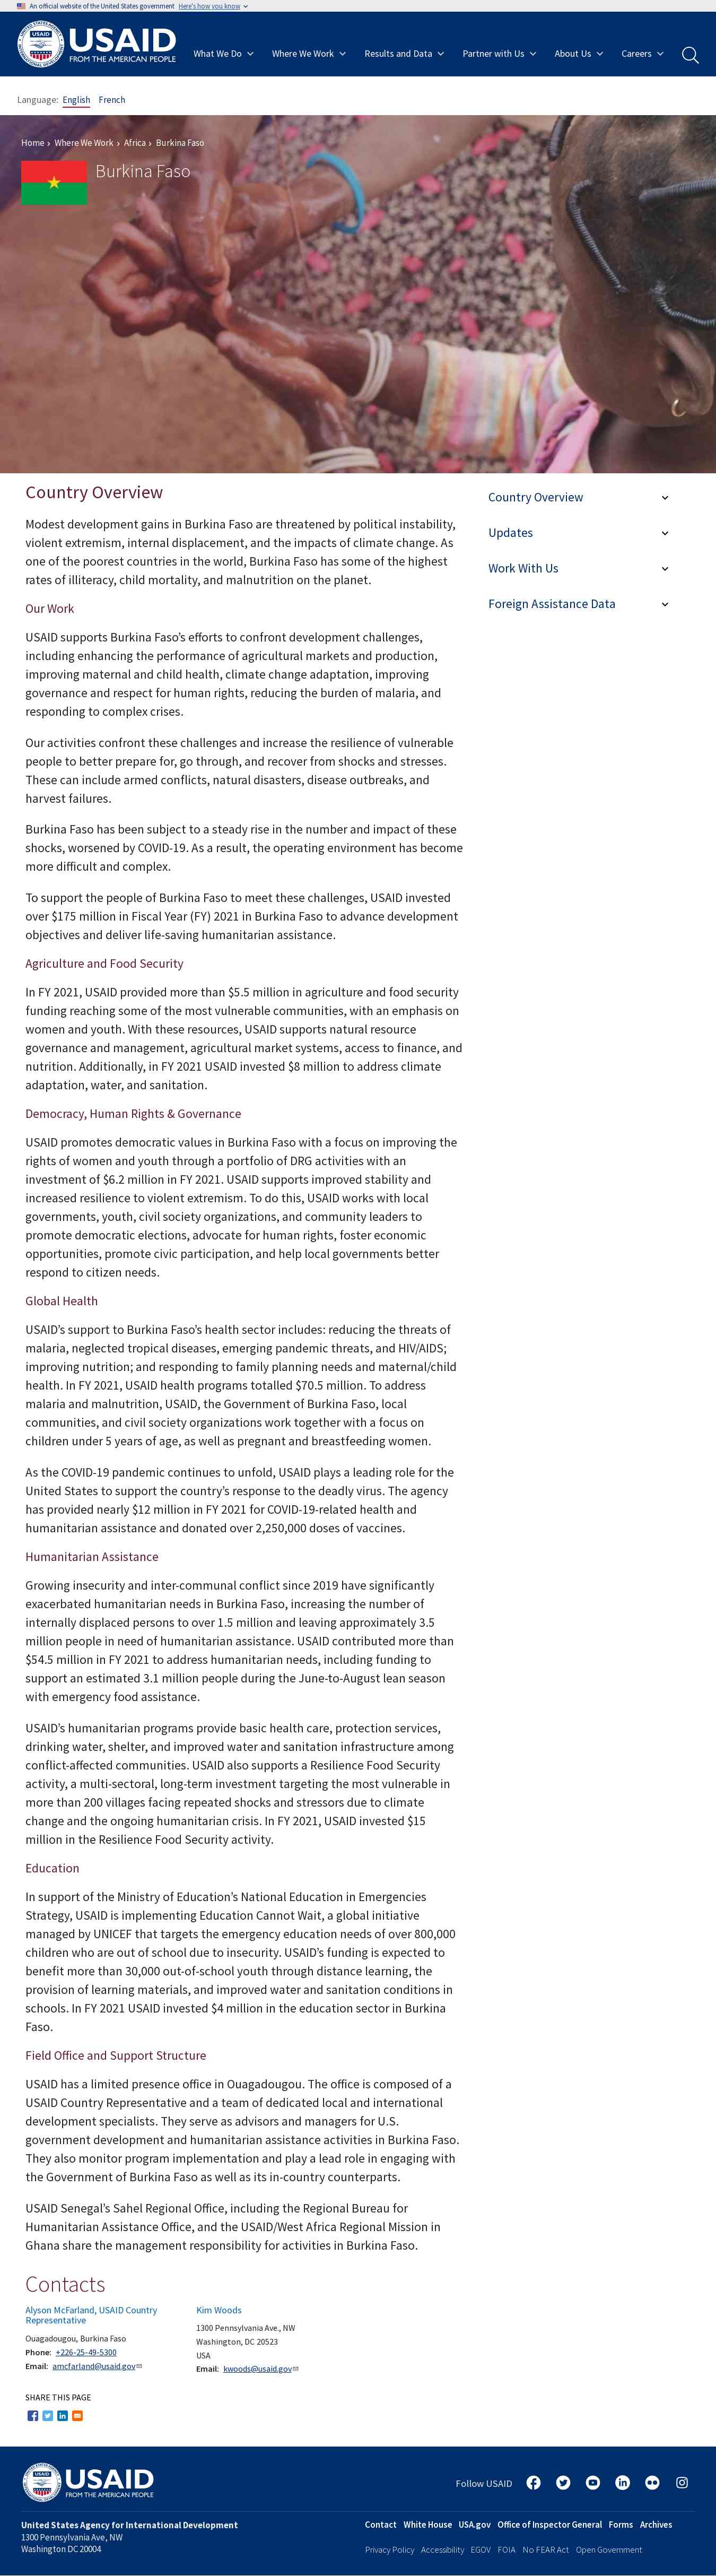 An official website of the United States government Here's how you know
USAID
FROM THE AMERICAN PEOPLE
What We Do
Where We Work
Results and Data
Partner with Us
About Us
Careers
Language: English French
Home › Where We Work › Africa › Burkina Faso
Burkina Faso
Country Overview
Modest development gains in Burkina Faso are threatened by political instability,
violent extremism, internal displacement, and the impacts of climate change. As
one of the poorest countries in the world, Burkina Faso has some of the highest
rates of illiteracy, child mortality, and malnutrition on the planet.
Our Work
USAID supports Burkina Faso’s efforts to confront development challenges,
including enhancing the performance of agricultural markets and production,
improving maternal and child health, climate change adaptation, improving
governance and respect for human rights, reducing the burden of malaria, and
responding to complex crises.
Our activities confront these challenges and increase the resilience of vulnerable
people to better prepare for, go through, and recover from shocks and stresses.
These can include armed conflicts, natural disasters, disease outbreaks, and
harvest failures.
Burkina Faso has been subject to a steady rise in the number and impact of these
shocks, worsened by COVID-19. As a result, the operating environment has become
more difficult and complex.
To support the people of Burkina Faso to meet these challenges, USAID invested
over $175 million in Fiscal Year (FY) 2021 in Burkina Faso to advance development
objectives and deliver life-saving humanitarian assistance.
Agriculture and Food Security
In FY 2021, USAID provided more than $5.5 million in agriculture and food security
funding reaching some of the most vulnerable communities, with an emphasis on
women and youth. With these resources, USAID supports natural resource
governance and management, agricultural market systems, access to finance, and
nutrition. Additionally, in FY 2021 USAID invested $8 million to address climate
adaptation, water, and sanitation.
Democracy, Human Rights & Governance
USAID promotes democratic values in Burkina Faso with a focus on improving the
rights of women and youth through a portfolio of DRG activities with an
investment of $6.2 million in FY 2021. USAID supports improved stability and
increased resilience to violent extremism. To do this, USAID works with local
governments, youth, civil society organizations, and community leaders to
promote democratic elections, advocate for human rights, foster economic
opportunities, promote civic participation, and help local governments better
respond to citizen needs.
Global Health
USAID’s support to Burkina Faso’s health sector includes: reducing the threats of
malaria, neglected tropical diseases, emerging pandemic threats, and HIV/AIDS;
improving nutrition; and responding to family planning needs and maternal/child
health. In FY 2021, USAID health programs totalled $70.5 million. To address
malaria and malnutrition, USAID, the Government of Burkina Faso, local
communities, and civil society organizations work together with a focus on
children under 5 years of age, as well as pregnant and breastfeeding women.
As the COVID-19 pandemic continues to unfold, USAID plays a leading role for the
United States to support the country’s response to the deadly virus. The agency
has provided nearly $12 million in FY 2021 for COVID-19-related health and
humanitarian assistance and donated over 2,250,000 doses of vaccines.
Humanitarian Assistance
Growing insecurity and inter-communal conflict since 2019 have significantly
exacerbated humanitarian needs in Burkina Faso, increasing the number of
internally displaced persons to over 1.5 million and leaving approximately 3.5
million people in need of humanitarian assistance. USAID contributed more than
$54.5 million in FY 2021 to address humanitarian needs, including funding to
support an estimated 3.1 million people during the June-to-August lean season
with emergency food assistance.
USAID’s humanitarian programs provide basic health care, protection services,
drinking water, shelter, and improved water and sanitation infrastructure among
conflict-affected communities. USAID also supports a Resilience Food Security
activity, a multi-sectoral, long-term investment targeting the most vulnerable in
more than 200 villages facing repeated shocks and stressors due to climate
change and the ongoing humanitarian crisis. In FY 2021, USAID invested $15
million in the Resilience Food Security activity.
Education
In support of the Ministry of Education’s National Education in Emergencies
Strategy, USAID is implementing Education Cannot Wait, a global initiative
managed by UNICEF that targets the emergency education needs of over 800,000
children who are out of school due to insecurity. USAID’s funding is expected to
benefit more than 30,000 out-of-school youth through distance learning, the
provision of learning materials, and improved water and sanitation conditions in
schools. In FY 2021 USAID invested $4 million in the education sector in Burkina
Faso.
Field Office and Support Structure
USAID has a limited presence office in Ouagadougou. The office is composed of a
USAID Country Representative and a team of dedicated local and international
development specialists. They serve as advisors and managers for U.S.
government development and humanitarian assistance activities in Burkina Faso.
They also monitor program implementation and play a lead role in engaging with
the Government of Burkina Faso as well as its in-country counterparts.
USAID Senegal’s Sahel Regional Office, including the Regional Bureau for
Humanitarian Assistance Office, and the USAID/West Africa Regional Mission in
Ghana share the management responsibility for activities in Burkina Faso.
Country Overview
Updates
Work With Us
Foreign Assistance Data
Contacts
Alyson McFarland, USAID Country
Representative
Ouagadougou, Burkina Faso
Phone: +226-25-49-5300
Email: amcfarland@usaid.gov
Kim Woods
1300 Pennsylvania Ave., NW
Washington, DC 20523
USA
Email: kwoods@usaid.gov
SHARE THIS PAGE
USAID
FROM THE AMERICAN PEOPLE
Follow USAID
United States Agency for International Development
1300 Pennsylvania Ave, NW
Washington DC 20004
Contact White House USA.gov Office of Inspector General Forms Archives
Privacy Policy Accessibility EGOV FOIA No FEAR Act Open Government